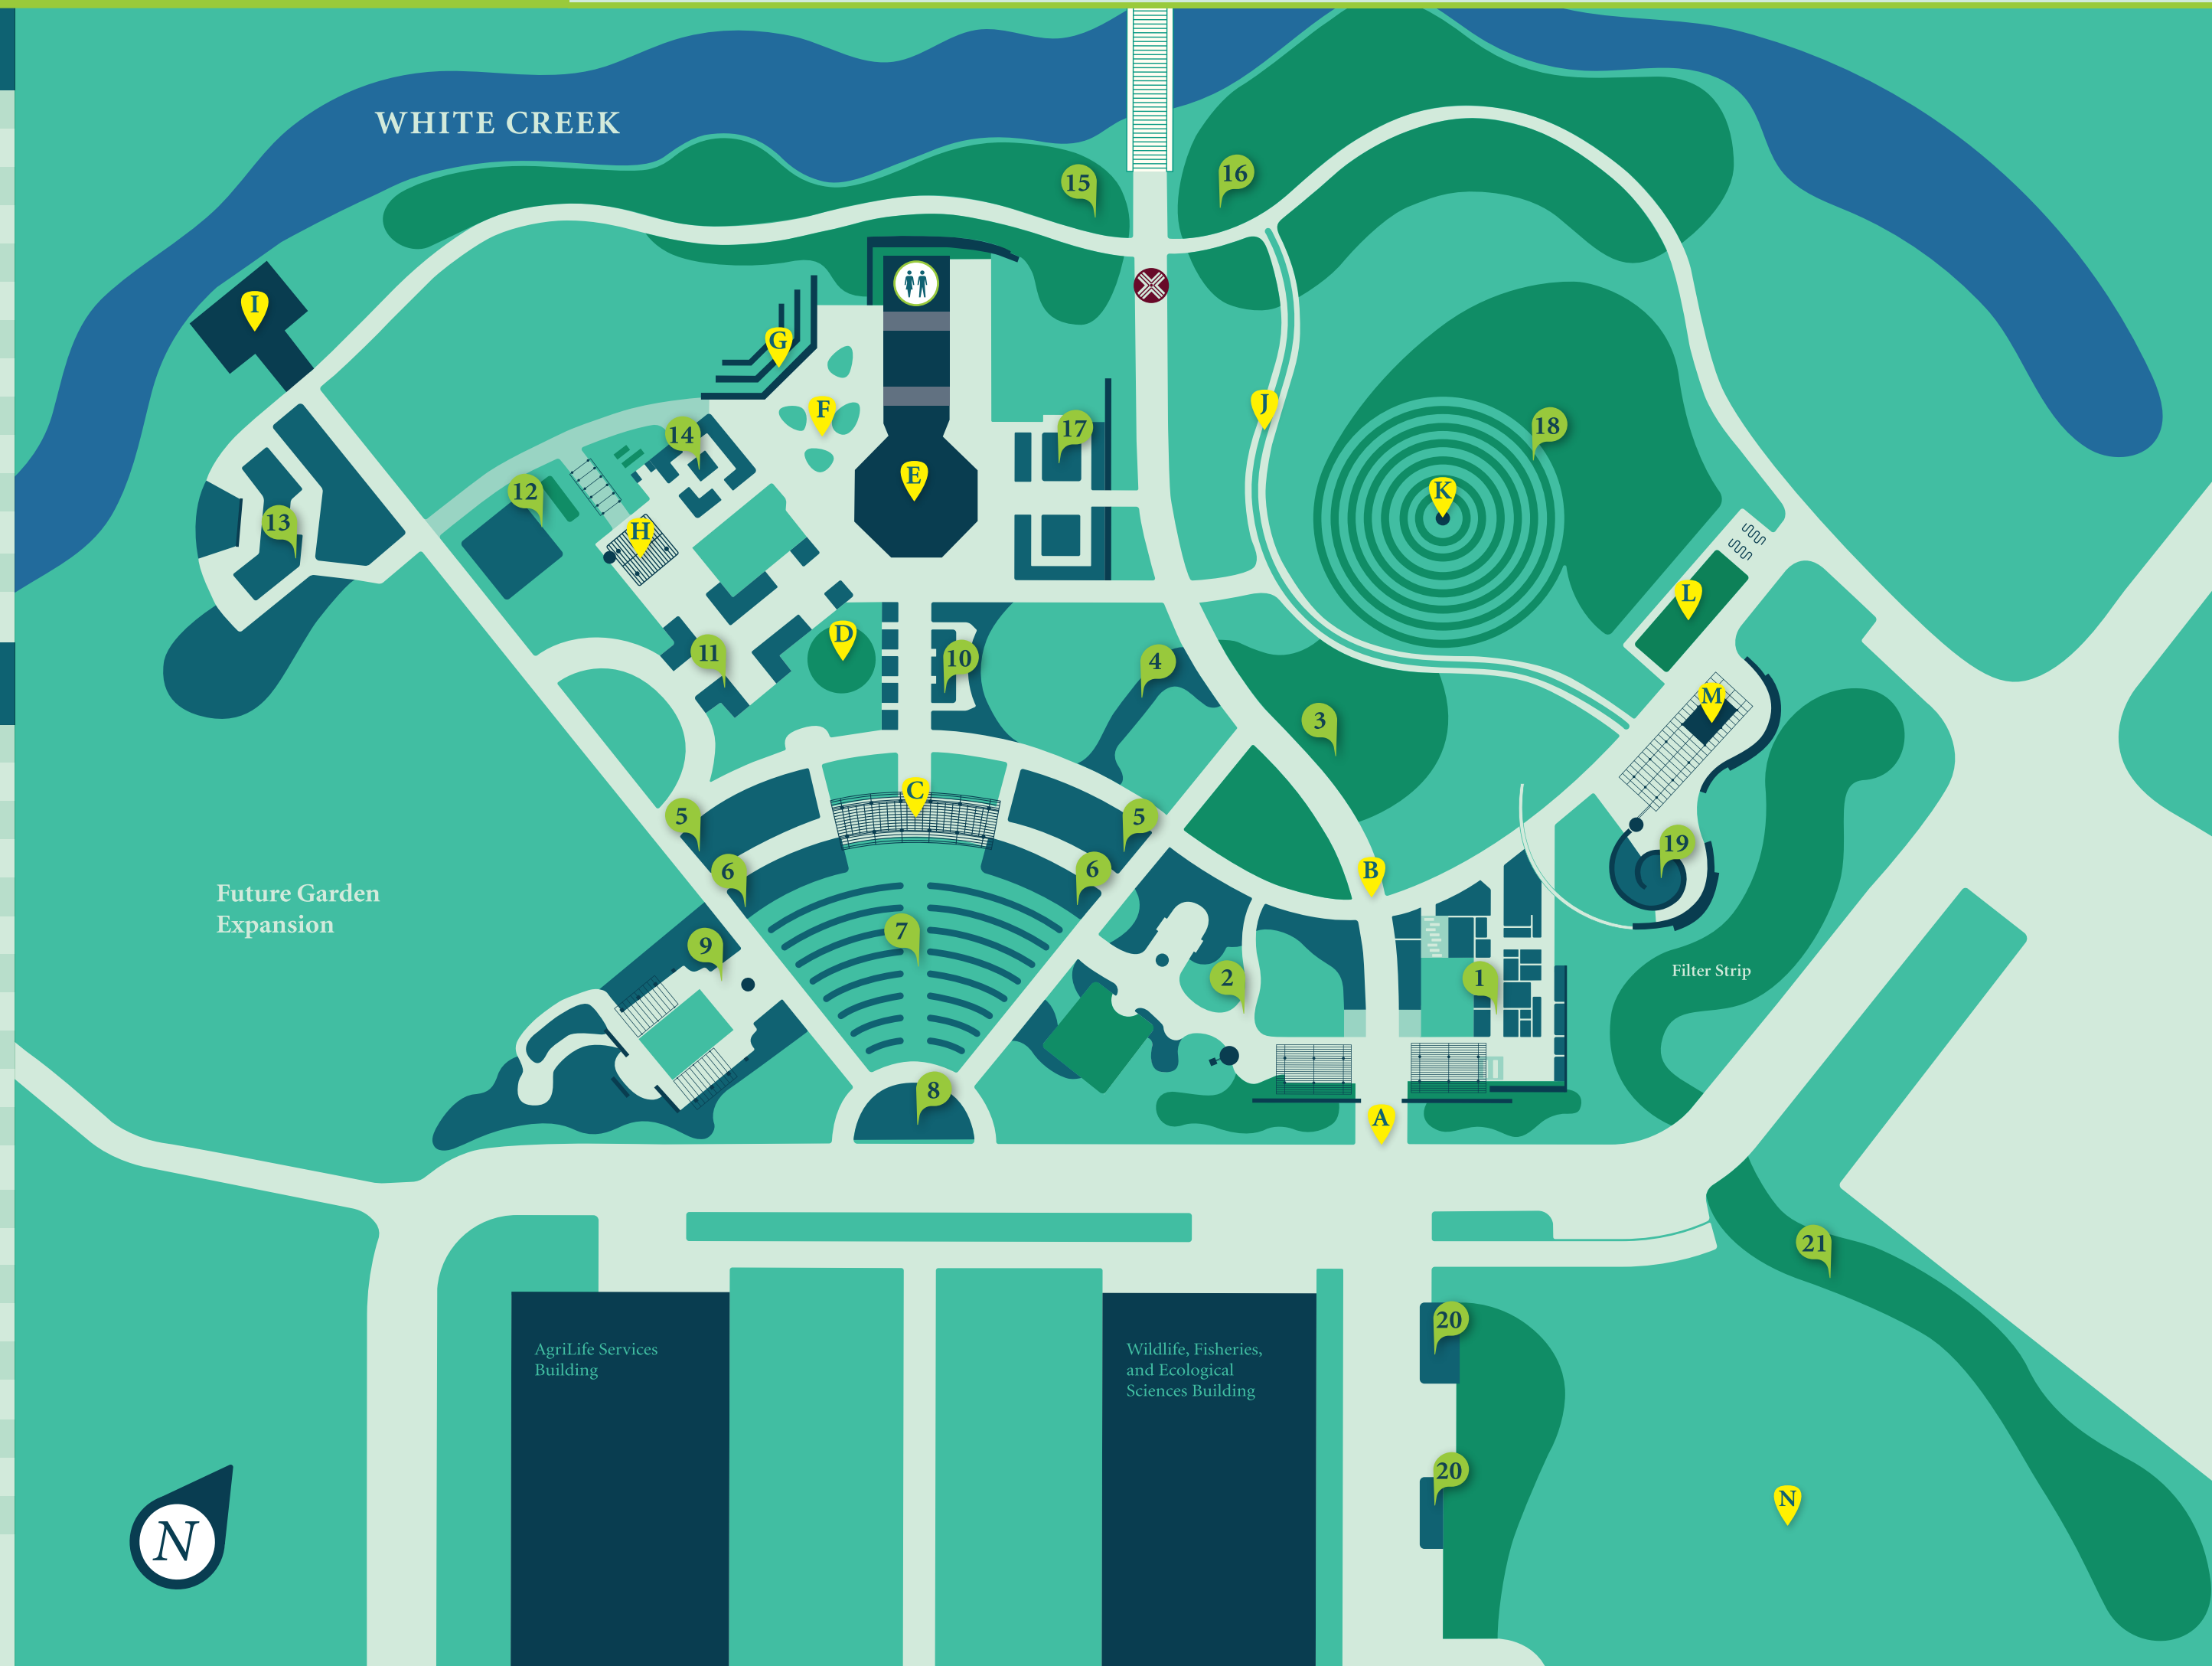 WHITE CREEK
15
16
I
G
J
F
14
17
18
E
K
12
13
H
L
D
11
10
4
M
3
C
5
5
19
6
B
6
Future Garden
Expansion
7
9
2
1
Filter Strip
8
A
21
20
AgriLife Services
Building
Wildlife, Fisheries,
and Ecological
Sciences Building
20
N
N